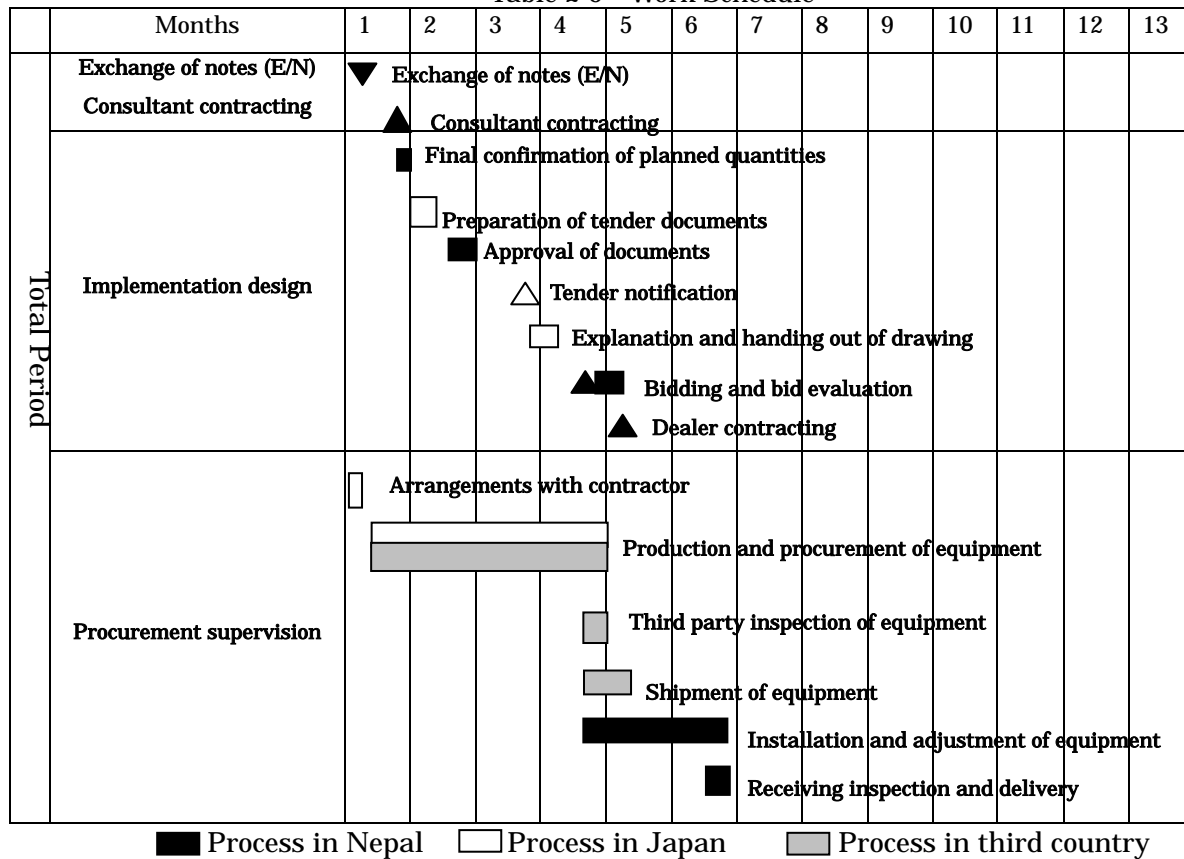 Months 1 2 3 4 5 6 7 8 9 10 11 12 13
Total Period
Exchange of notes (E/N)
Exchange of notes (E/N)
Consultant contracting
Consultant contracting
Final confirmation of planned quantities
Preparation of tender documents
Approval of documents
Implementation design
Tender notification
Explanation and handing out of drawing
Bidding and bid evaluation
Dealer contracting
Arrangements with contractor
Production and procurement of equipment
Procurement supervision
Third party inspection of equipment
Shipment of equipment
Installation and adjustment of equipment
Receiving inspection and delivery
Process in Nepal Process in Japan Process in third country